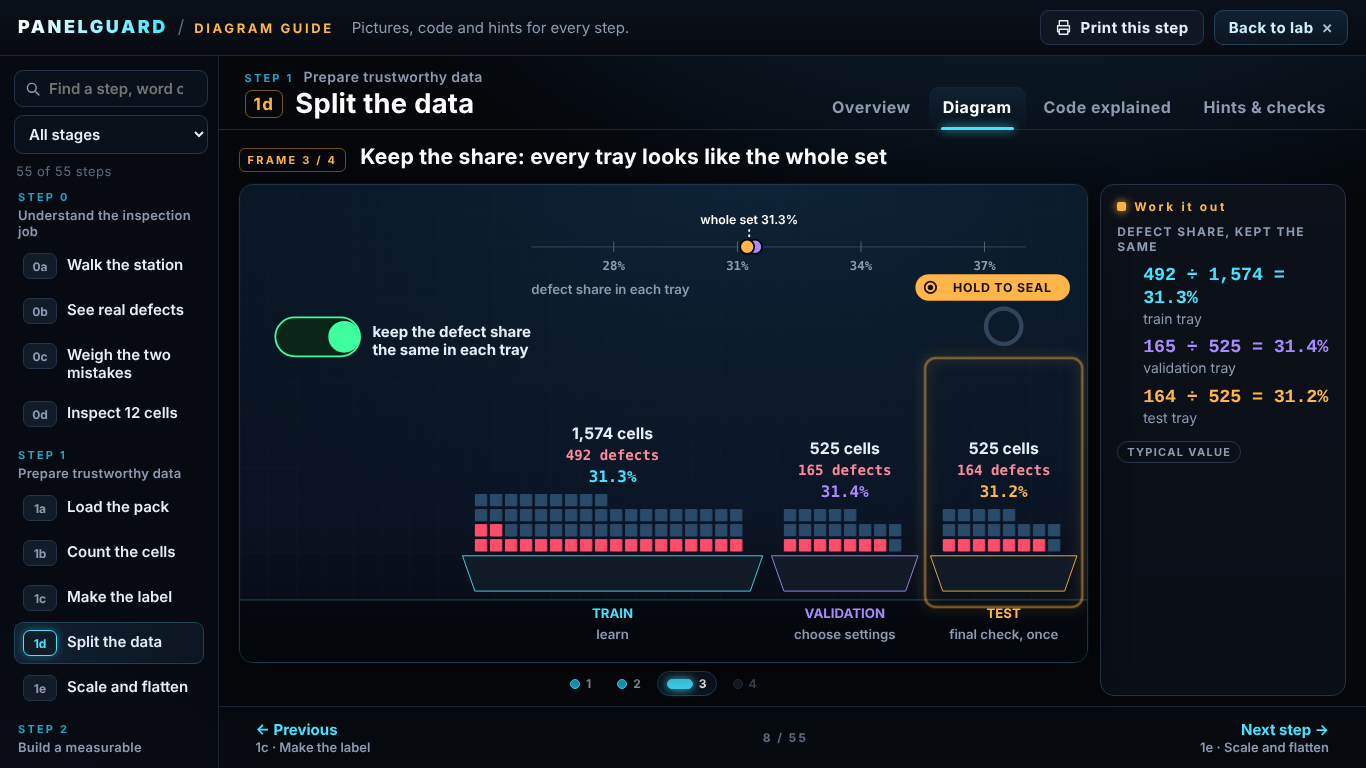 PANELGUARD / DIAGRAM GUIDE Pictures, code and hints for every step.
Print this step
Back to lab ×
Find a step, word c
All stages
55 of 55 steps
STEP 0
Understand the inspection
job
0a Walk the station
0b See real defects
0c Weigh the two
mistakes
0d Inspect 12 cells
STEP 1
Prepare trustworthy data
1a Load the pack
1b Count the cells
1c Make the label
1d Split the data
1e Scale and flatten
STEP 2
Build a measurable
STEP 1 Prepare trustworthy data
1d Split the data
Overview Diagram Code explained Hints & checks
FRAME 3 / 4 Keep the share: every tray looks like the whole set
whole set 31.3%
28% 31% 34% 37%
defect share in each tray
HOLD TO SEAL
keep the defect share
the same in each tray
1,574 cells
492 defects
31.3%
525 cells
165 defects
31.4%
525 cells
164 defects
31.2%
TRAIN
learn
VALIDATION
choose settings
TEST
final check, once
1 2 3 4
Work it out
DEFECT SHARE, KEPT THE
SAME
492 ÷ 1,574 =
31.3%
train tray
165 ÷ 525 = 31.4%
validation tray
164 ÷ 525 = 31.2%
test tray
TYPICAL VALUE
← Previous
1c · Make the label
8 / 55
Next step →
1e · Scale and flatten